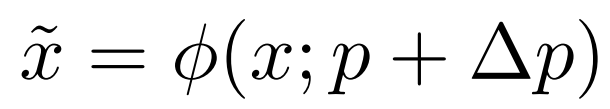 x̃ = ϕ(x; p + Δp)